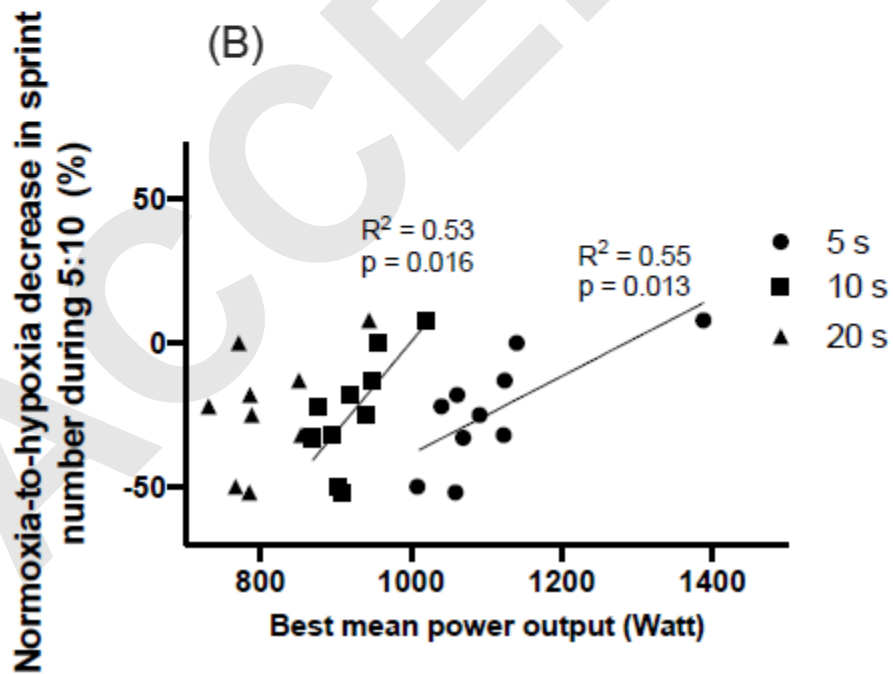 (B)
Normoxia-to-hypoxia decrease in sprint
number during 5:10 (%)
50
0
-50
R² = 0.53
p = 0.016
R² = 0.55
p = 0.013
5 s
10 s
20 s
800 1000 1200 1400
Best mean power output (Watt)
ACCE